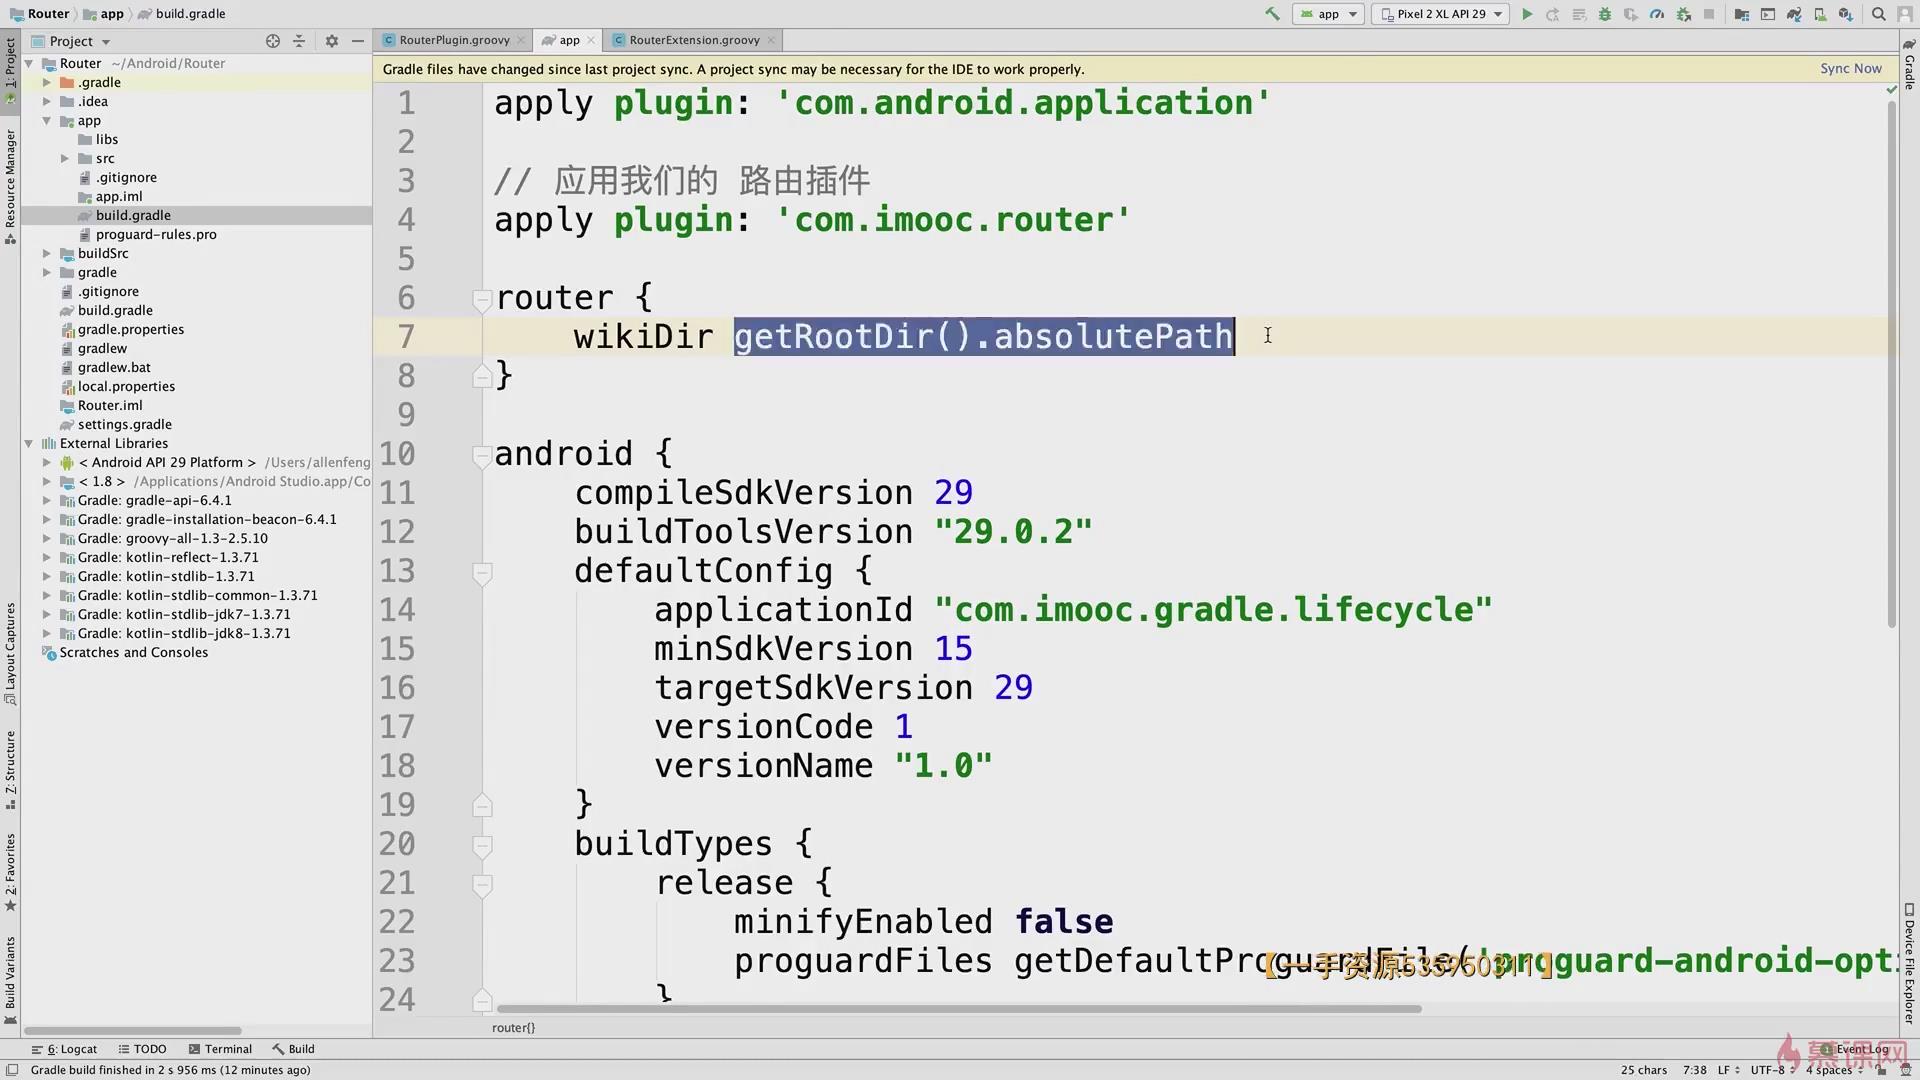 Router app build.gradle
app Pixel 2 XL API 29
Project
RouterPlugin.groovy app RouterExtension.groovy
Gradle files have changed since last project sync. A project sync may be necessary for the IDE to work properly. Sync Now
1: Project
Resource Manager
Layout Captures
Z: Structure
2: Favorites
Build Variants
Router ~/Android/Router
.gradle
.idea
app
libs
src
.gitignore
app.iml
build.gradle
proguard-rules.pro
buildSrc
gradle
.gitignore
build.gradle
gradle.properties
gradlew
gradlew.bat
local.properties
Router.iml
settings.gradle
External Libraries
< Android API 29 Platform > /Users/allenfeng
< 1.8 > /Applications/Android Studio.app/Co
Gradle: gradle-api-6.4.1
Gradle: gradle-installation-beacon-6.4.1
Gradle: groovy-all-1.3-2.5.10
Gradle: kotlin-reflect-1.3.71
Gradle: kotlin-stdlib-1.3.71
Gradle: kotlin-stdlib-common-1.3.71
Gradle: kotlin-stdlib-jdk7-1.3.71
Gradle: kotlin-stdlib-jdk8-1.3.71
Scratches and Consoles
1 apply plugin: 'com.android.application'
2
3 // 应用我们的 路由插件
4 apply plugin: 'com.imooc.router'
5
6 router {
7 wikiDir getRootDir().absolutePath
8 }
9
10 android {
11 compileSdkVersion 29
12 buildToolsVersion "29.0.2"
13 defaultConfig {
14 applicationId "com.imooc.gradle.lifecycle"
15 minSdkVersion 15
16 targetSdkVersion 29
17 versionCode 1
18 versionName "1.0"
19 }
20 buildTypes {
21 release {
22 minifyEnabled false
23 proguardFiles getDefaultProguardFile('proguard-android-opti
24 }
【一手资源535950311】
router{}
Gradle
Device File Explorer
6: Logcat TODO Terminal Build Event Log
慕课网
Gradle build finished in 2 s 956 ms (12 minutes ago) 25 chars 7:38 LF UTF-8 4 spaces